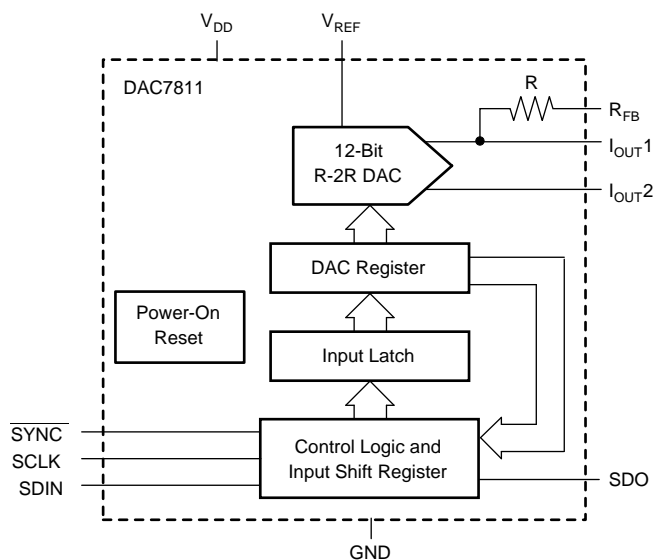 V_DD
V_REF
DAC7811
R
R_FB
12-Bit
R-2R DAC
I_OUT1
I_OUT2
DAC Register
Power-On
Reset
Input Latch
S̅Y̅N̅C̅
SCLK
SDIN
Control Logic and
Input Shift Register
SDO
GND